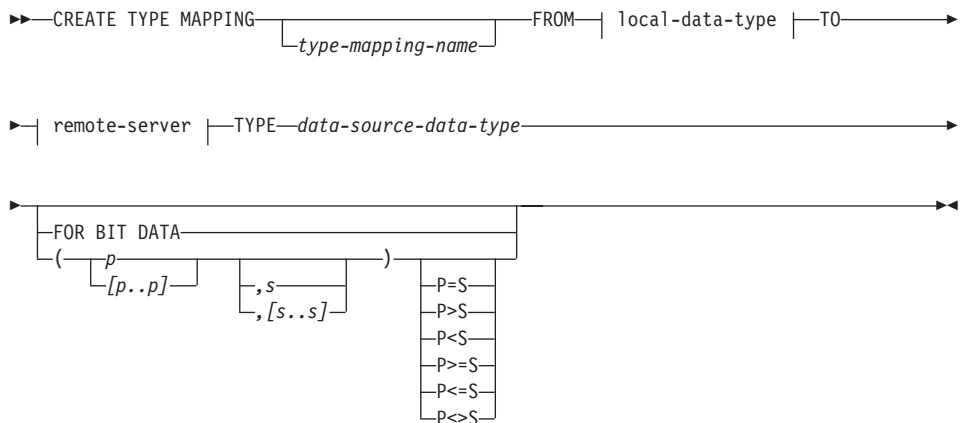 CREATE TYPE MAPPING FROM local-data-type TO
type-mapping-name
remote-server TYPE data-source-data-type
FOR BIT DATA
( p )
[p..p] ,s P=S
,[s..s] P>S
P<S
P>=S
P<=S
P<>S